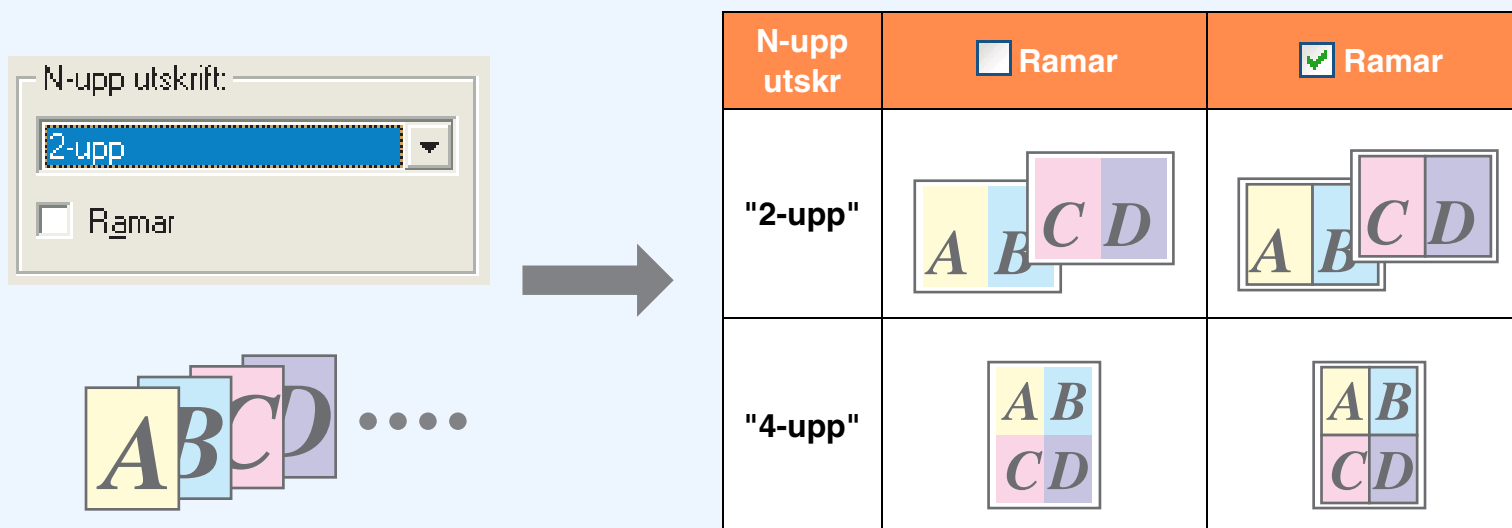 N-upp utskrift:
2-upp
Ramar
A B C D
N-upp
utskr
Ramar
Ramar
"2-upp"
A B C D
A B C D
"4-upp"
A B
C D
A B
C D